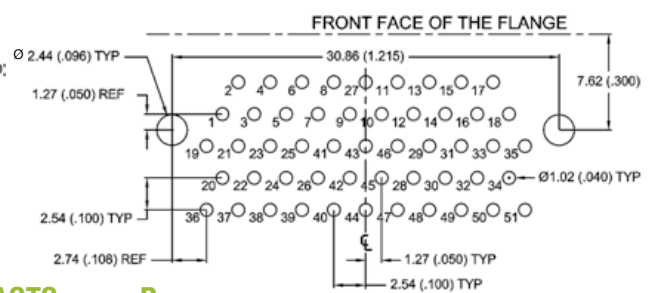 FRONT FACE OF THE FLANGE
Ø 2.44 (.096) TYP
30.86 (1.215)
7.62 (.300)
1.27 (.050) REF
2 4 6 8 27 11 13 15 17
1 3 5 7 9 10 12 14 16 18
19 21 23 25 41 43 46 29 31 33 35
20 22 24 26 42 45 28 30 32 34
Ø1.02 (.040) TYP
2.54 (.100) TYP
36 37 38 39 40 44 47 48 49 50 51
2.74 (.108) REF
℄
1.27 (.050) TYP
2.54 (.100) TYP